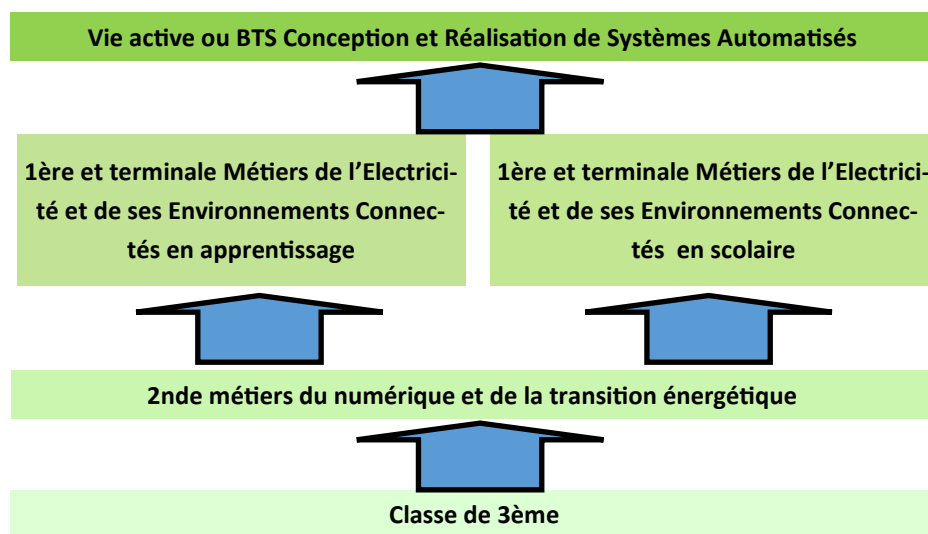 Vie active ou BTS Conception et Réalisation de Systèmes Automatisés
1ère et terminale Métiers de l’Electrici-
té et de ses Environnements Connec-
tés en apprentissage
1ère et terminale Métiers de l’Electrici-
té et de ses Environnements Connec-
tés  en scolaire
2nde métiers du numérique et de la transition énergétique
Classe de 3ème